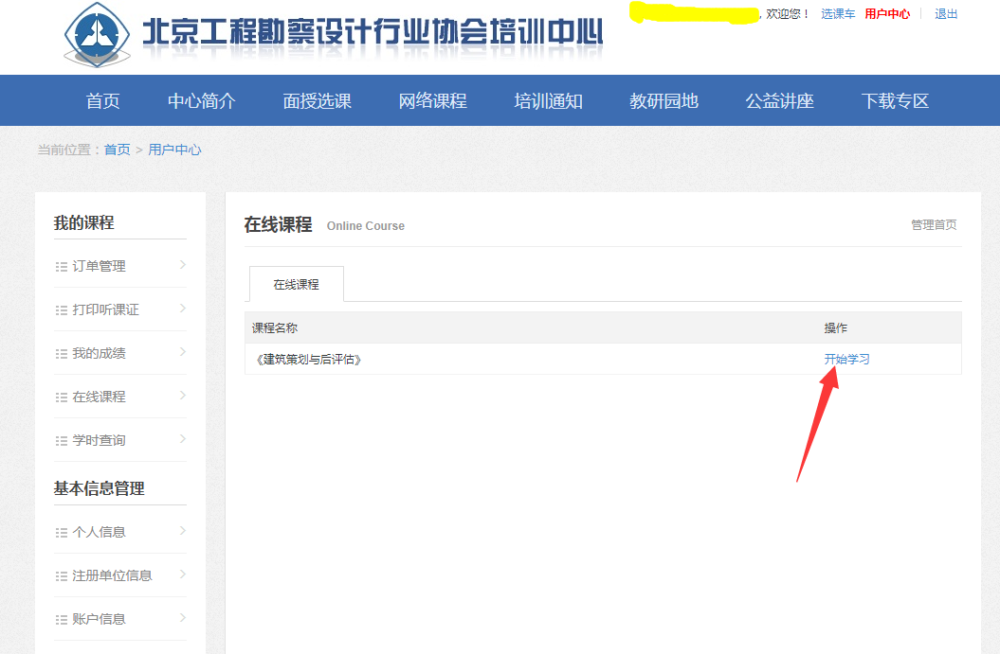 北京工程勘察设计行业协会培训中心
, 欢迎您！ 选课车 用户中心 退出
首页 中心简介 面授选课 网络课程 培训通知 教研园地 公益讲座 下载专区
当前位置：首页 > 用户中心
我的课程
订单管理
打印听课证
我的成绩
在线课程
学时查询
基本信息管理
个人信息
注册单位信息
账户信息
在线课程 Online Course 管理首页
在线课程
课程名称 操作
《建筑策划与后评估》 开始学习